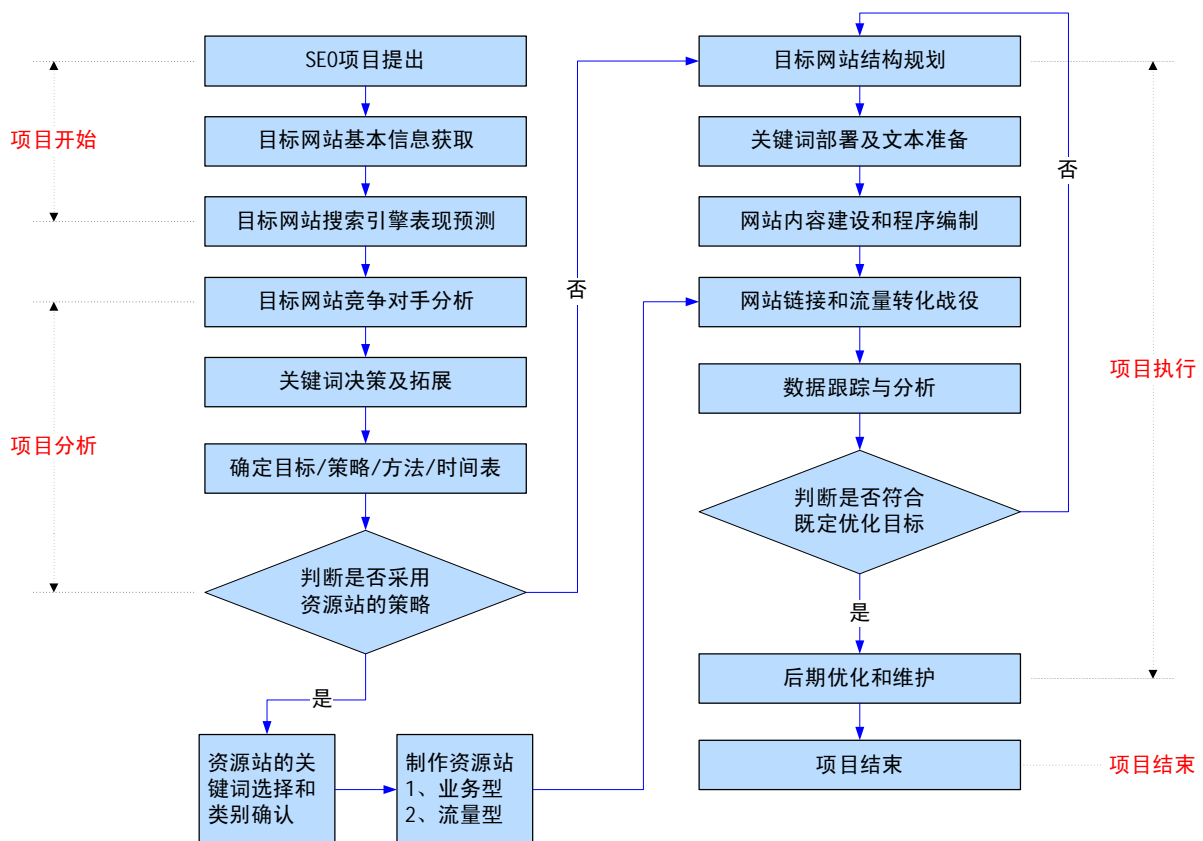 SEO项目提出
目标网站基本信息获取
目标网站搜索引擎表现预测
目标网站竞争对手分析
关键词决策及拓展
确定目标/策略/方法/时间表
判断是否采用
资源站的策略
是
资源站的关
键词选择和
类别确认
制作资源站
1、业务型
2、流量型
否
目标网站结构规划
关键词部署及文本准备
网站内容建设和程序编制
网站链接和流量转化战役
数据跟踪与分析
判断是否符合
既定优化目标
否
是
后期优化和维护
项目结束
项目开始
项目分析
项目执行
项目结束